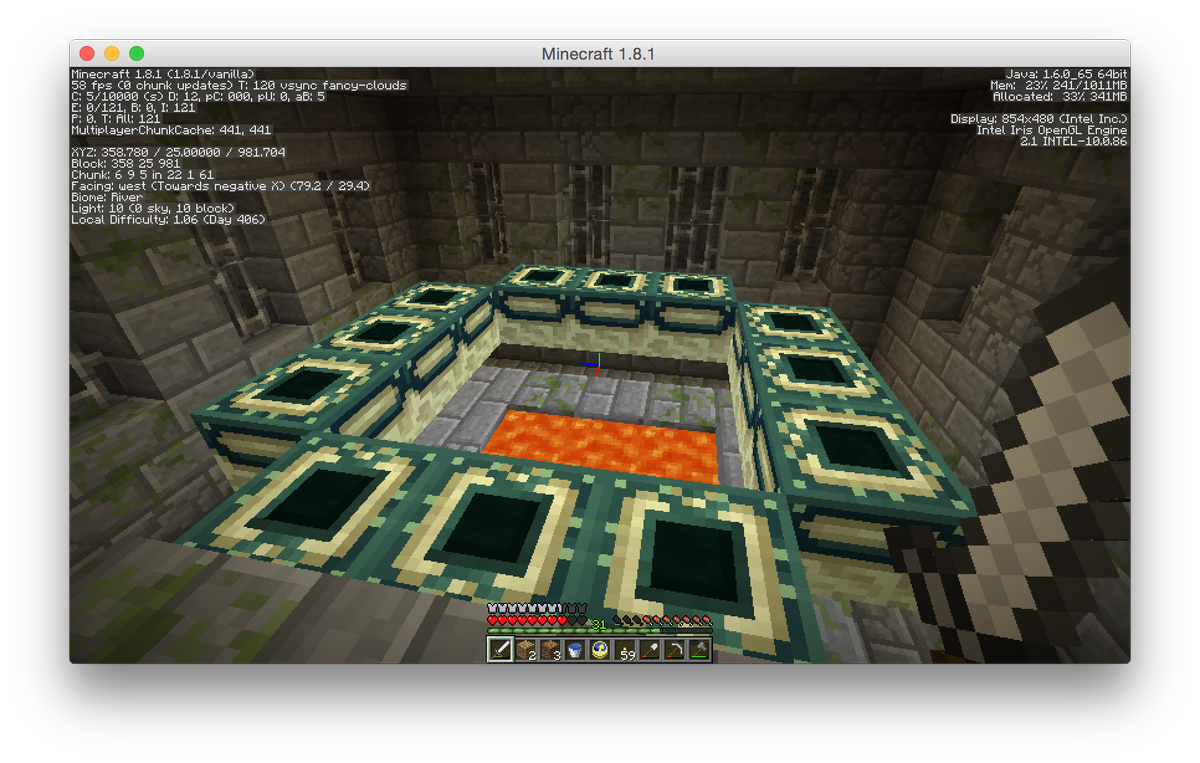 Minecraft 1.8.1
Minecraft 1.8.1 (1.8.1/vanilla)
58 fps (0 chunk updates) T: 120 vsync fancy-clouds
C: 5/10000 (s) D: 12, pC: 000, pU: 0, aB: 5
E: 0/121, B: 0, I: 121
P: 0. T: All: 121
MultiplayerChunkCache: 441, 441
XYZ: 358.780 / 25.00000 / 981.704
Block: 358 25 981
Chunk: 6 9 5 in 22 1 61
Facing: west (Towards negative X) (79.2 / 29.4)
Biome: River
Light: 10 (0 sky, 10 block)
Local Difficulty: 1.06 (Day 406)
Java: 1.6.0_65 64bit
Mem: 23% 241/1011MB
Allocated: 33% 341MB
Display: 854x480 (Intel Inc.)
Intel Iris OpenGL Engine
2.1 INTEL-10.0.86
31
2 3 59